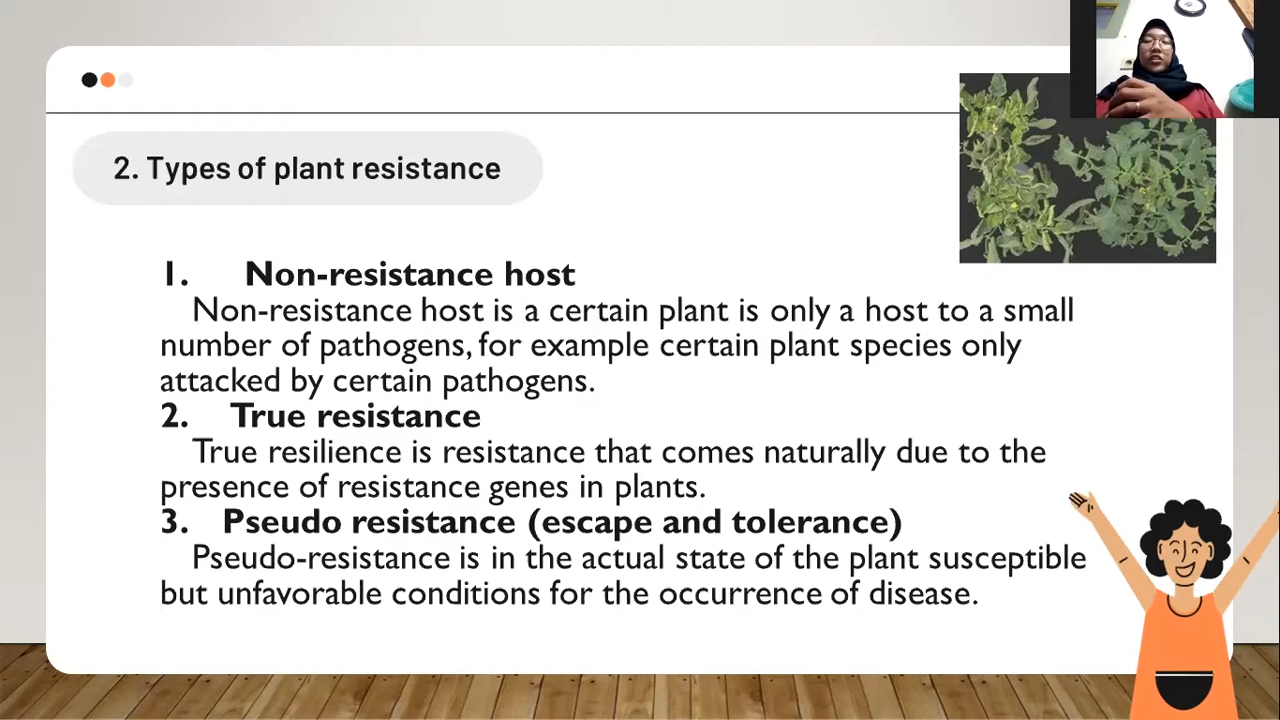 2. Types of plant resistance
1. Non-resistance host
Non-resistance host is a certain plant is only a host to a small
number of pathogens, for example certain plant species only
attacked by certain pathogens.
2. True resistance
True resilience is resistance that comes naturally due to the
presence of resistance genes in plants.
3. Pseudo resistance (escape and tolerance)
Pseudo-resistance is in the actual state of the plant susceptible
but unfavorable conditions for the occurrence of disease.